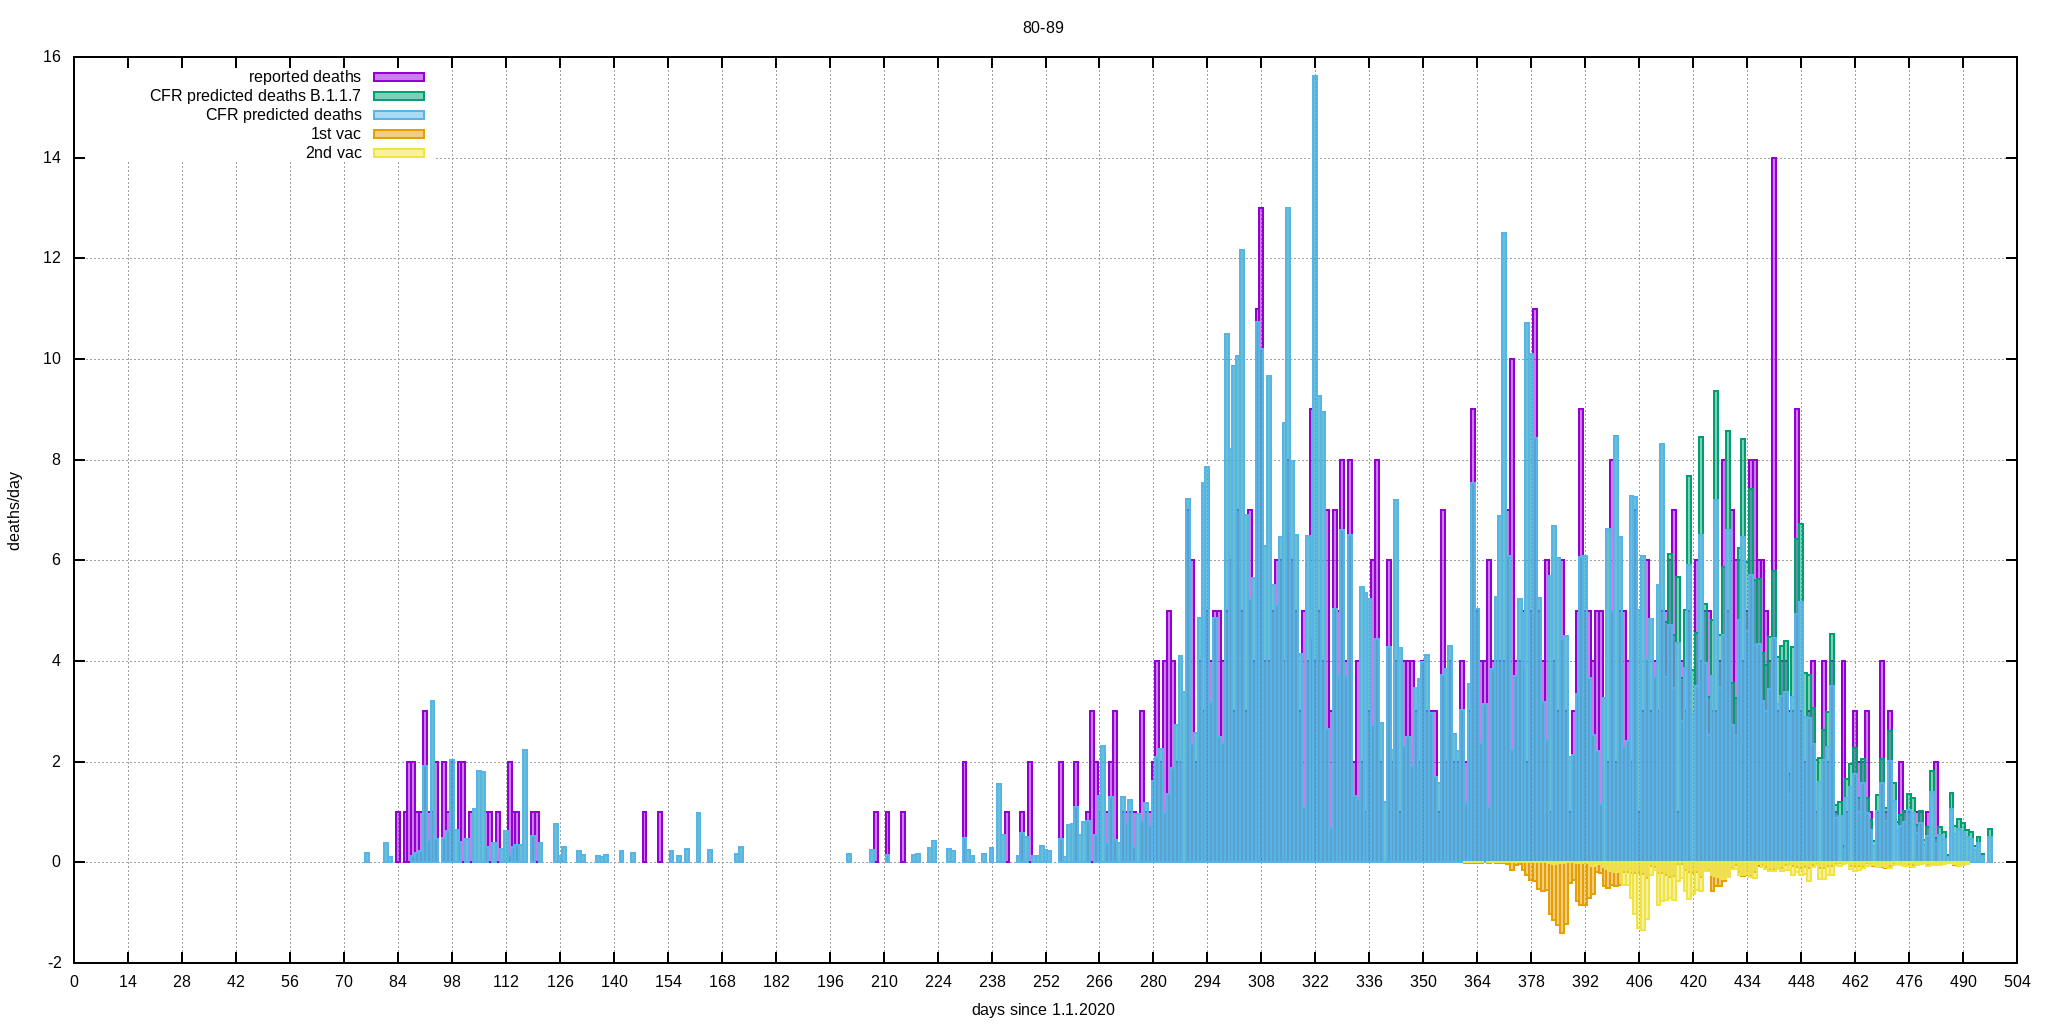 80-89
16
14
12
10
8
6
4
2
0
-2
reported deaths
CFR predicted deaths B.1.1.7
CFR predicted deaths
1st vac
2nd vac
deaths/day
0 14 28 42 56 70 84 98 112 126 140 154 168 182 196 210 224 238 252 266 280 294 308 322 336 350 364 378 392 406 420 434 448 462 476 490 504
days since 1.1.2020